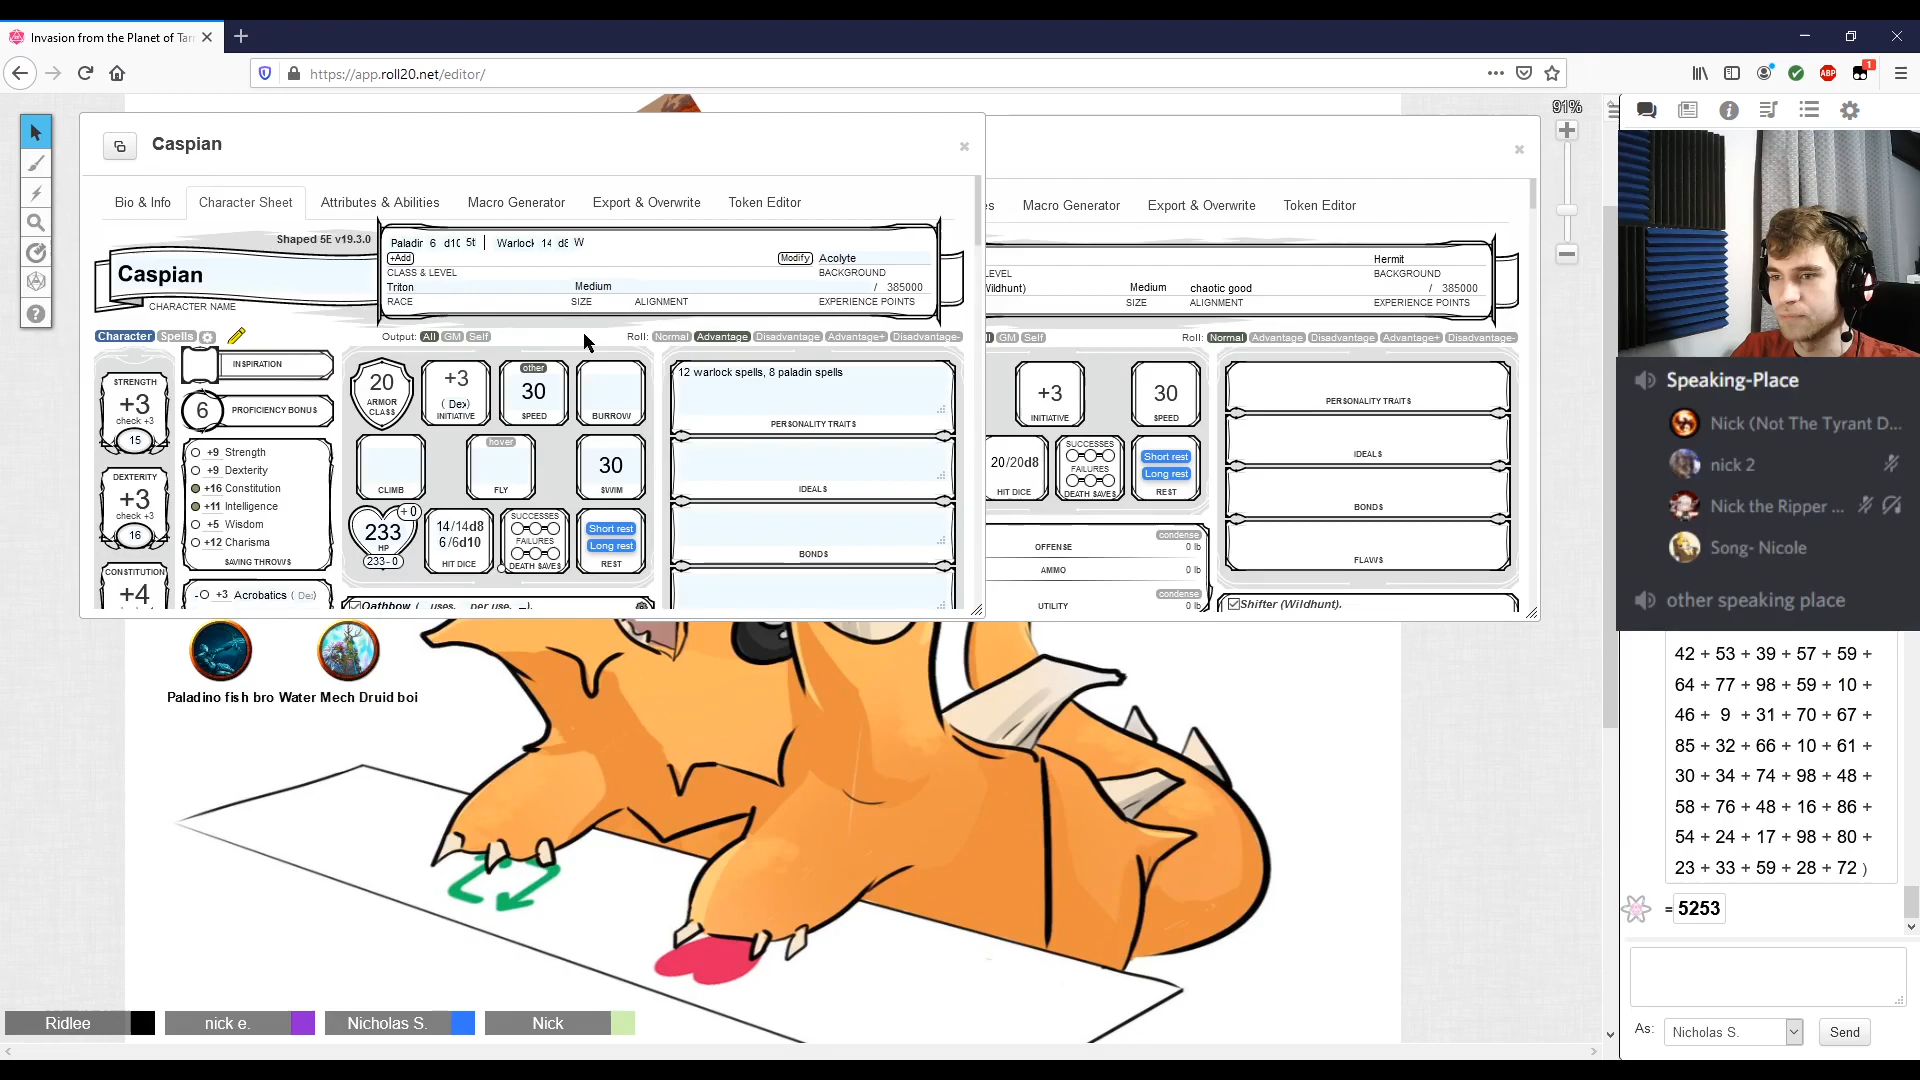 Invasion from the Planet of Tar
https://app.roll20.net/editor/
ABP
1
91%
Caspian
Bio & Info
Character Sheet
Attributes & Abilities
Macro Generator
Export & Overwrite
Token Editor
Macro Generator
Export & Overwrite
Token Editor
Shaped 5E v19.3.0
Paladir 6 d10 5t Warlock 14 d8 W
+Add
Modify
Acolyte
CLASS & LEVEL
BACKGROUND
Caspian
CHARACTER NAME
Triton
Medium
/ 385000
RACE
SIZE
ALIGNMENT
EXPERIENCE POINTS
Hermit
LEVEL
BACKGROUND
Wildhunt)
Medium
chaotic good
/ 385000
SIZE
ALIGNMENT
EXPERIENCE POINTS
Character
Spells
Output: All GM Self
Roll: Normal Advantage Disadvantage Advantage+ Disadvantage-
GM Self
Roll: Normal Advantage Disadvantage Advantage+ Disadvantage-
STRENGTH
+3
check +3
15
DEXTERITY
+3
check +3
16
CONSTITUTION
+4
INSPIRATION
6
PROFICIENCY BONUS
+9 Strength
+9 Dexterity
+16 Constitution
+11 Intelligence
+5 Wisdom
+12 Charisma
SAVING THROWS
+3 Acrobatics
20
ARMOR
CLASS
+3
( Dex)
INITIATIVE
other
30
SPEED
BURROW
CLIMB
hover
FLY
30
SWIM
+ 0
233
HP
233 - 0
14/14d8
6/6d10
HIT DICE
SUCCESSES
FAILURES
DEATH SAVES
Short rest
Long rest
REST
Oathbow ( uses, per use,
12 warlock spells, 8 paladin spells
PERSONALITY TRAITS
IDEALS
BONDS
+3
INITIATIVE
30
SPEED
20/20d8
HIT DICE
SUCCESSES
FAILURES
DEATH SAVES
Short rest
Long rest
REST
condense
OFFENSE
0 lb
AMMO
0 lb
condense
UTILITY
0 lb
PERSONALITY TRAITS
IDEALS
BONDS
FLAWS
Shifter (Wildhunt).
Paladino fish bro
Water Mech Druid boi
Ridlee
nick e.
Nicholas S.
Nick
Speaking-Place
Nick (Not The Tyrant D...
nick 2
Nick the Ripper ...
Song- Nicole
other speaking place
42 + 53 + 39 + 57 + 59 +
64 + 77 + 98 + 59 + 10 +
46 + 9 + 31 + 70 + 67 +
85 + 32 + 66 + 10 + 61 +
30 + 34 + 74 + 98 + 48 +
58 + 76 + 48 + 16 + 86 +
54 + 24 + 17 + 98 + 80 +
23 + 33 + 59 + 28 + 72 )
= 5253
As:
Nicholas S.
Send